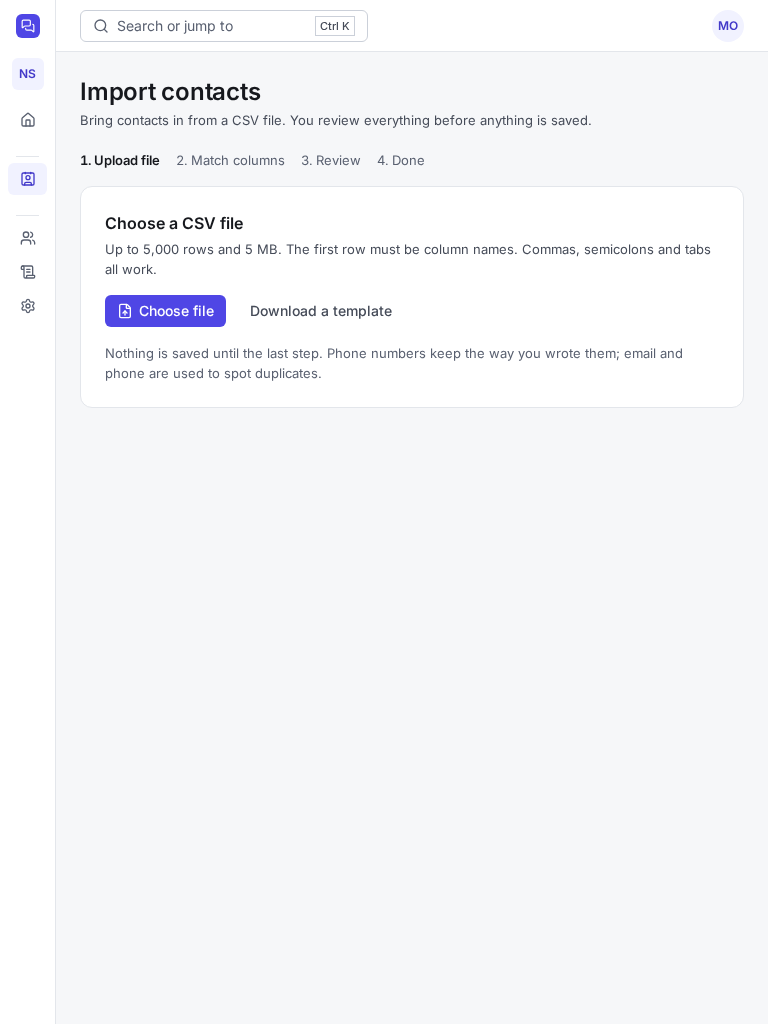 Search or jump to
Ctrl K
MO
NS
Import contacts
Bring contacts in from a CSV file. You review everything before anything is saved.
1. Upload file 2. Match columns 3. Review 4. Done
Choose a CSV file
Up to 5,000 rows and 5 MB. The first row must be column names. Commas, semicolons and tabs
all work.
Choose file Download a template
Nothing is saved until the last step. Phone numbers keep the way you wrote them; email and
phone are used to spot duplicates.